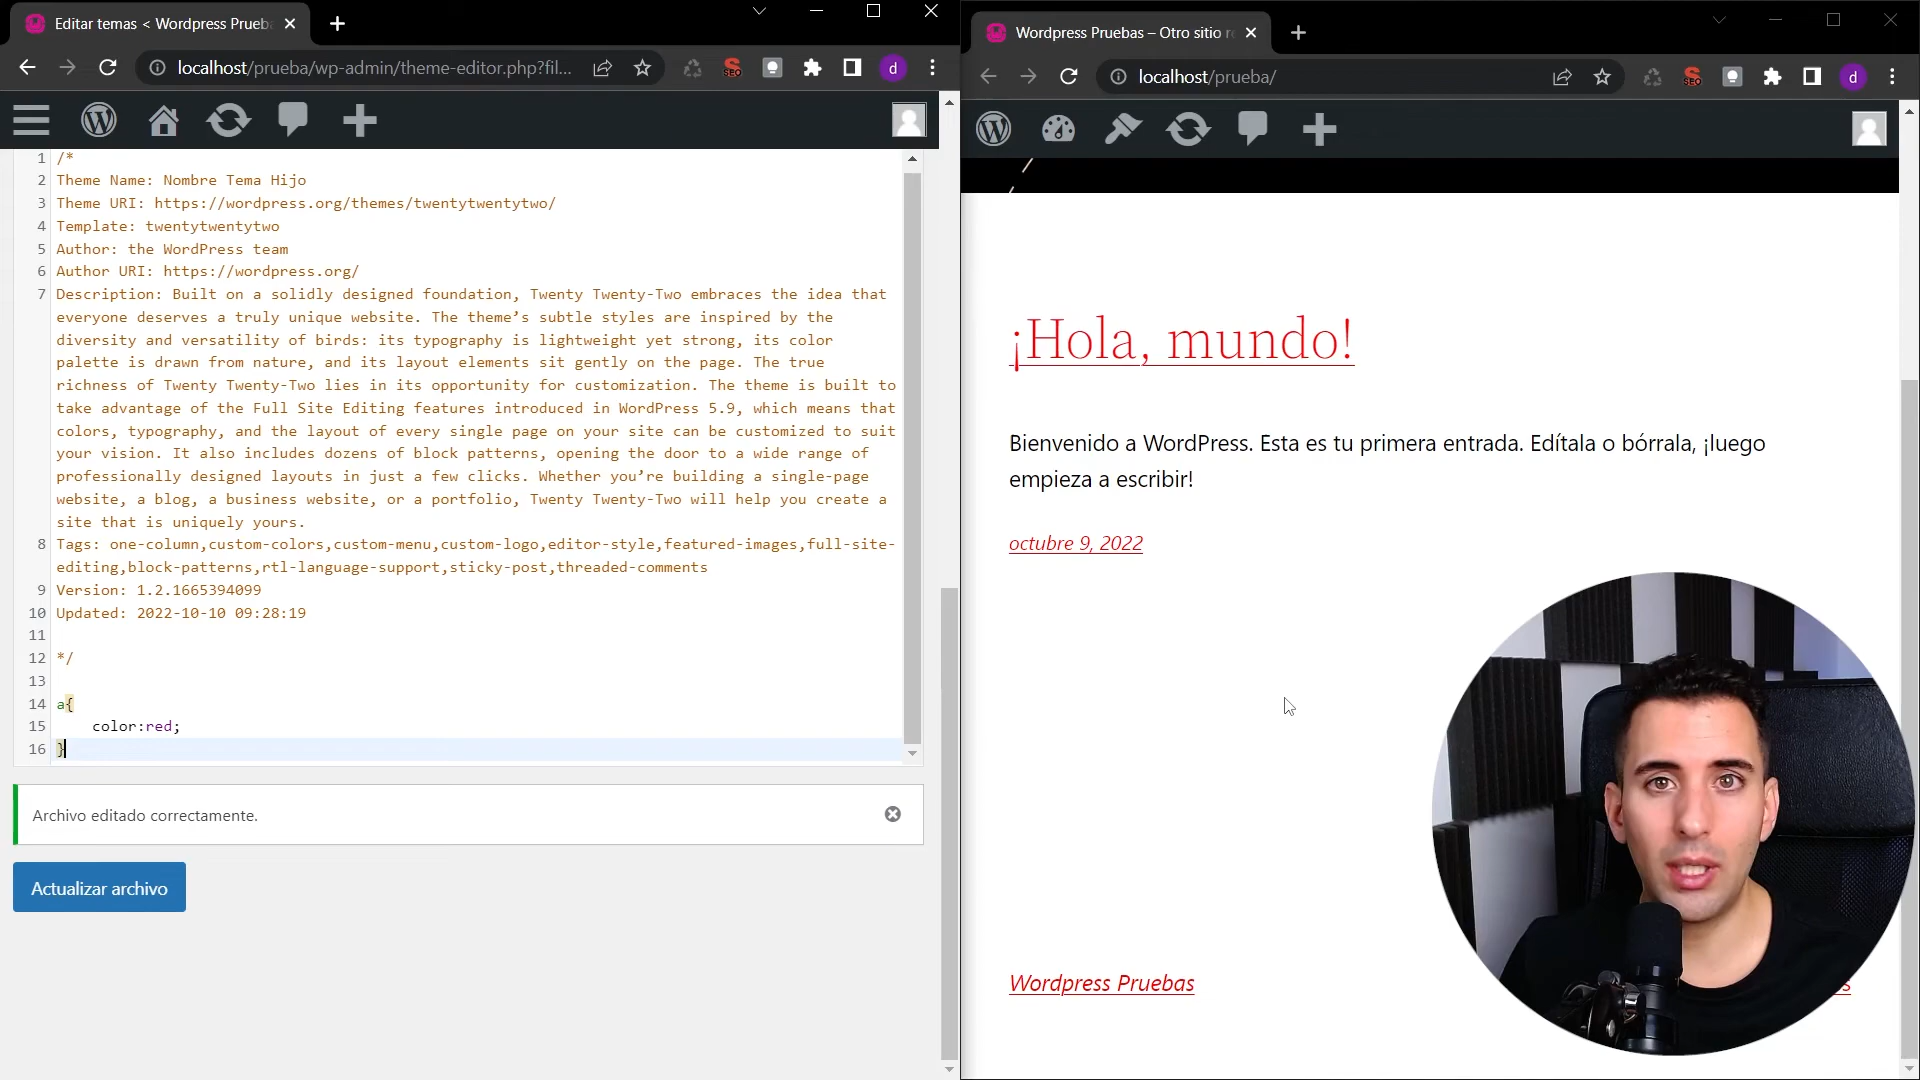 Editar temas < Wordpress Prueb
localhost/prueba/wp-admin/theme-editor.php?fil...
SEO
d
1 /*
2 Theme Name: Nombre Tema Hijo
3 Theme URI: https://wordpress.org/themes/twentytwentytwo/
4 Template: twentytwentytwo
5 Author: the WordPress team
6 Author URI: https://wordpress.org/
7 Description: Built on a solidly designed foundation, Twenty Twenty-Two embraces the idea that
everyone deserves a truly unique website. The theme’s subtle styles are inspired by the
diversity and versatility of birds: its typography is lightweight yet strong, its color
palette is drawn from nature, and its layout elements sit gently on the page. The true
richness of Twenty Twenty-Two lies in its opportunity for customization. The theme is built to
take advantage of the Full Site Editing features introduced in WordPress 5.9, which means that
colors, typography, and the layout of every single page on your site can be customized to suit
your vision. It also includes dozens of block patterns, opening the door to a wide range of
professionally designed layouts in just a few clicks. Whether you’re building a single-page
website, a blog, a business website, or a portfolio, Twenty Twenty-Two will help you create a
site that is uniquely yours.
8 Tags: one-column,custom-colors,custom-menu,custom-logo,editor-style,featured-images,full-site-
editing,block-patterns,rtl-language-support,sticky-post,threaded-comments
9 Version: 1.2.1665394099
10 Updated: 2022-10-10 09:28:19
11
12 */
13
14 a{
15 color:red;
16 }
Archivo editado correctamente.
Actualizar archivo
Wordpress Pruebas – Otro sitio r
localhost/prueba/
SEO
d
¡Hola, mundo!
Bienvenido a WordPress. Esta es tu primera entrada. Edítala o bórrala, ¡luego
empieza a escribir!
octubre 9, 2022
Wordpress Pruebas